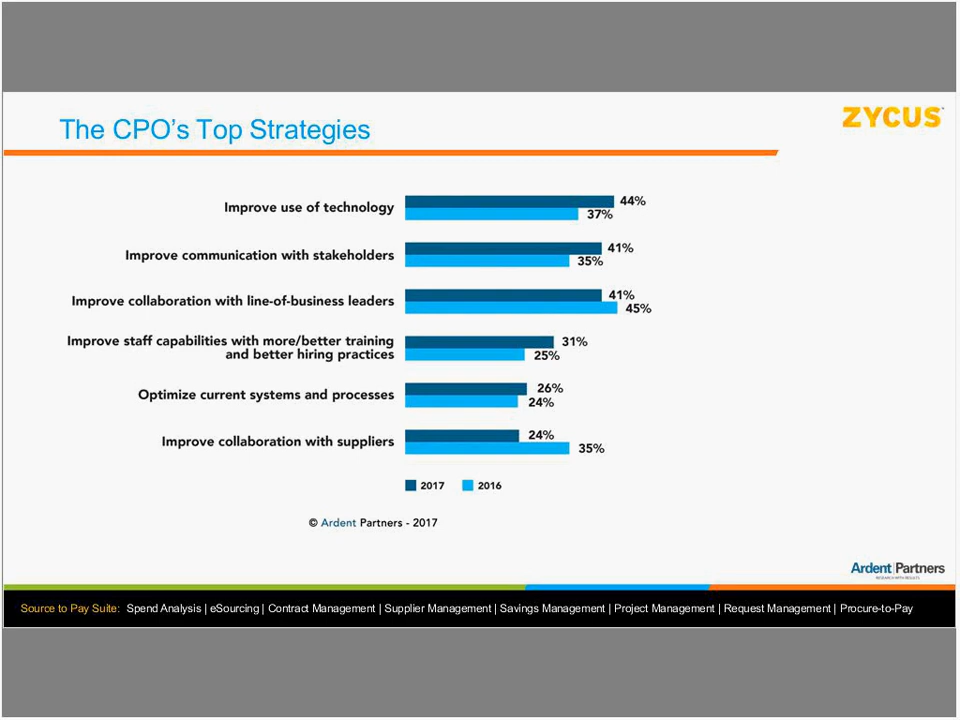 The CPO's Top Strategies
ZYCUS
Improve use of technology
44%
37%
Improve communication with stakeholders
41%
35%
Improve collaboration with line-of-business leaders
41%
45%
Improve staff capabilities with more/better training
and better hiring practices
31%
25%
Optimize current systems and processes
26%
24%
Improve collaboration with suppliers
24%
35%
2017 2016
© Ardent Partners - 2017
Ardent|Partners
RESEARCH WITH RESULTS
Source to Pay Suite: Spend Analysis | eSourcing | Contract Management | Supplier Management | Savings Management | Project Management | Request Management | Procure-to-Pay